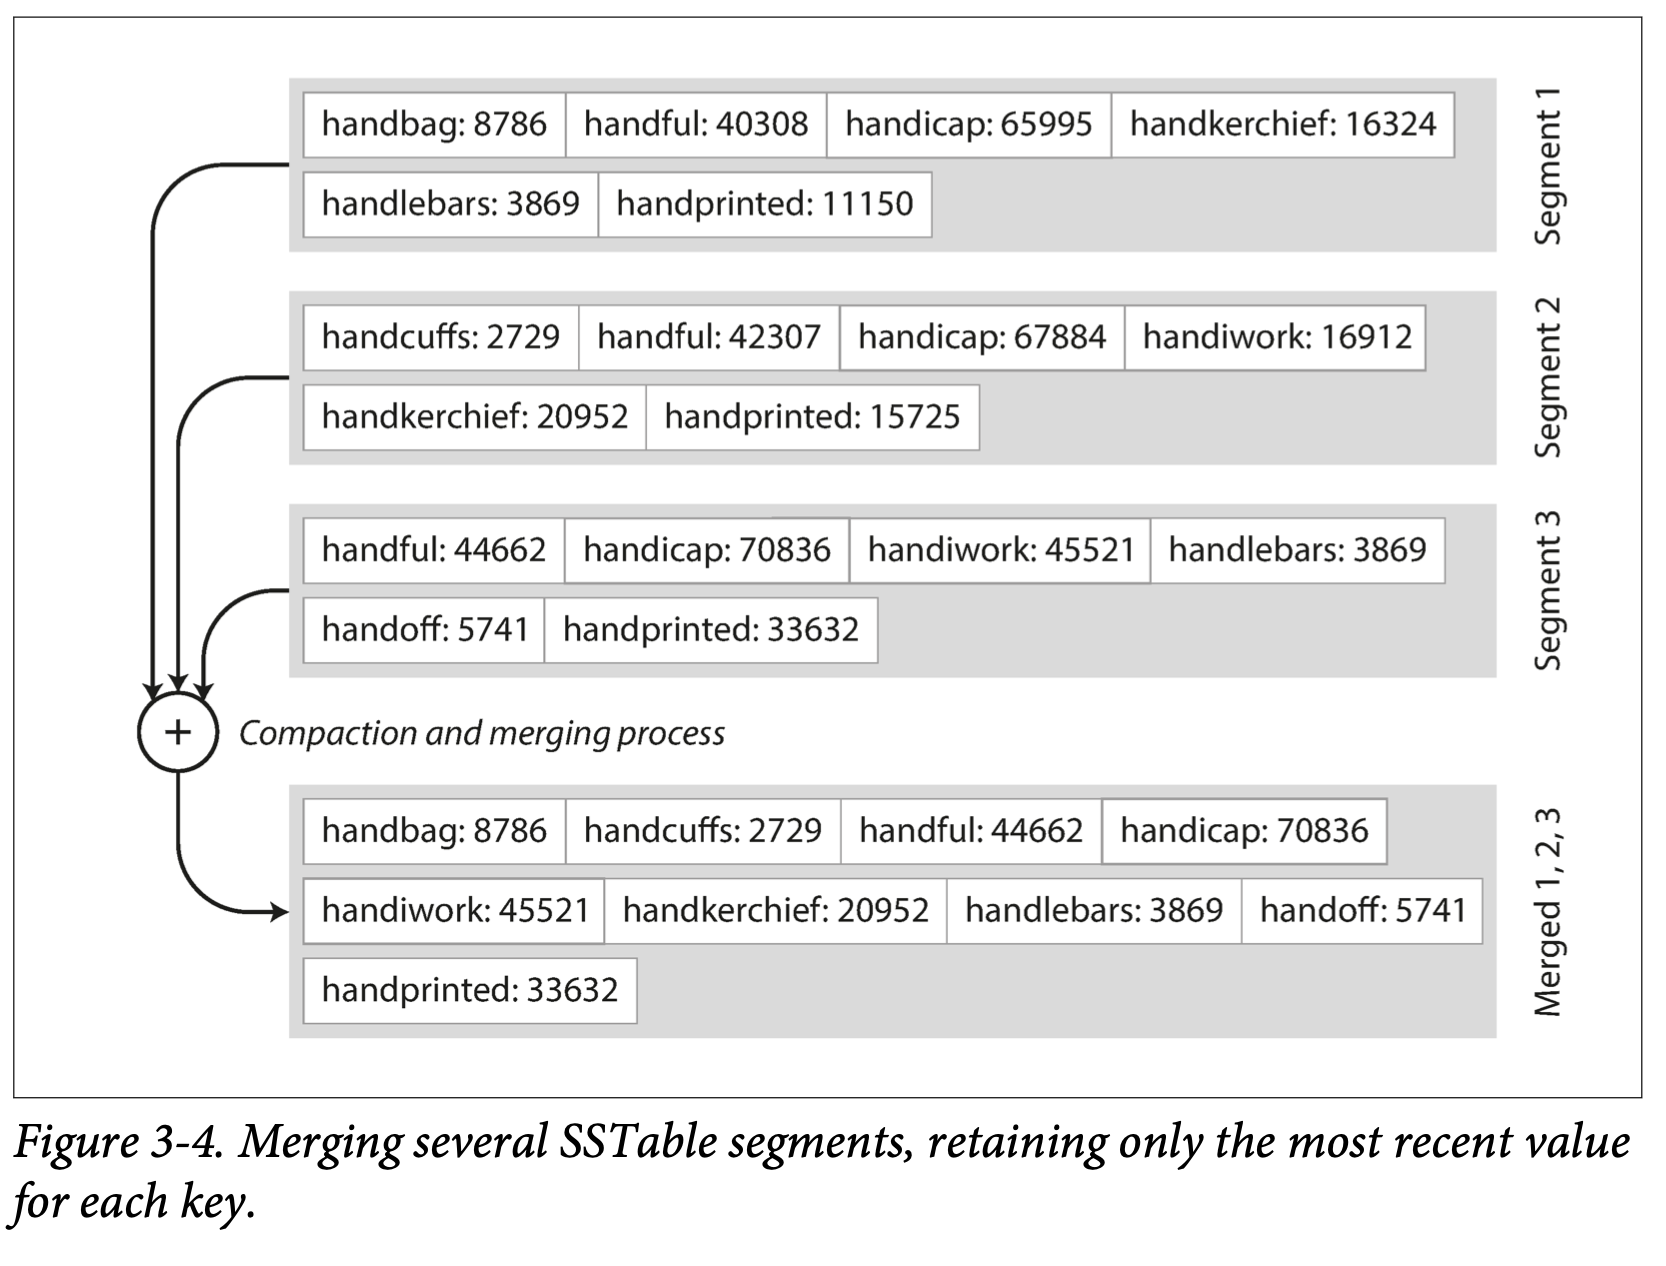 handbag: 8786 handful: 40308 handicap: 65995 handkerchief: 16324
handlebars: 3869 handprinted: 11150
Segment 1
handcuffs: 2729 handful: 42307 handicap: 67884 handiwork: 16912
handkerchief: 20952 handprinted: 15725
Segment 2
handful: 44662 handicap: 70836 handiwork: 45521 handlebars: 3869
handoff: 5741 handprinted: 33632
Segment 3
+ Compaction and merging process
handbag: 8786 handcuffs: 2729 handful: 44662 handicap: 70836
handiwork: 45521 handkerchief: 20952 handlebars: 3869 handoff: 5741
handprinted: 33632
Merged 1, 2, 3
Figure 3-4. Merging several SSTable segments, retaining only the most recent value
for each key.